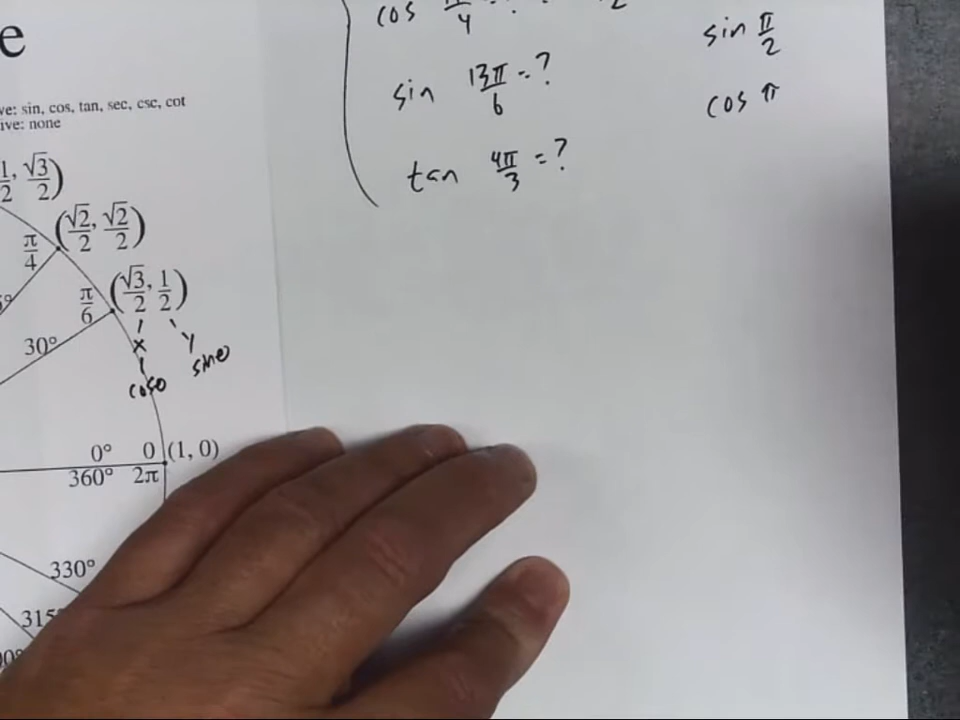 e
ve: sin, cos, tan, sec, csc, cot
ive: none
(1/2, √3/2)
π/4 (√2/2, √2/2)
π/6 (√3/2, 1/2)
30°
x
cosθ
y
sinθ
0° 0 (1, 0)
360° 2π
330°
315°
cos π/4 = ?
sin 13π/6 = ?
tan 4π/3 = ?
sin π/2
cos π